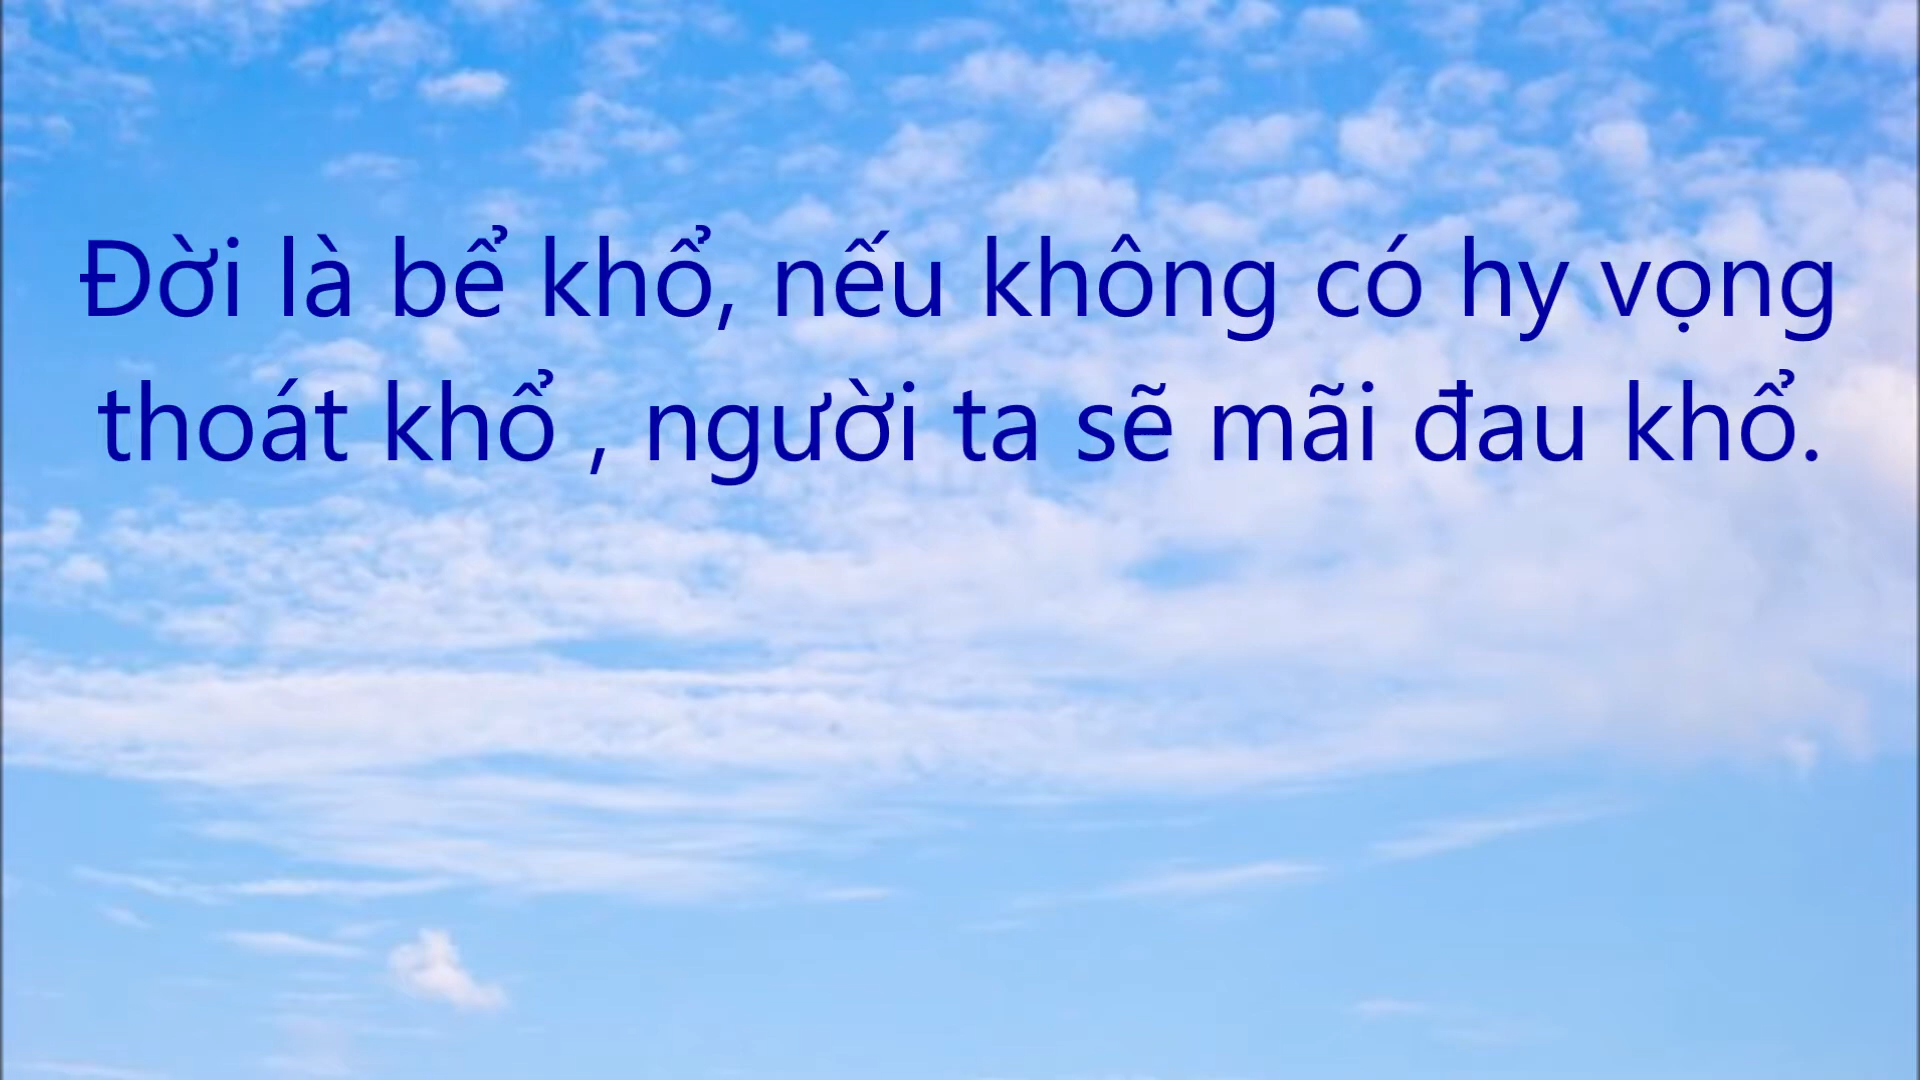 Đời là bể khổ, nếu không có hy vọng
thoát khổ , người ta sẽ mãi đau khổ.